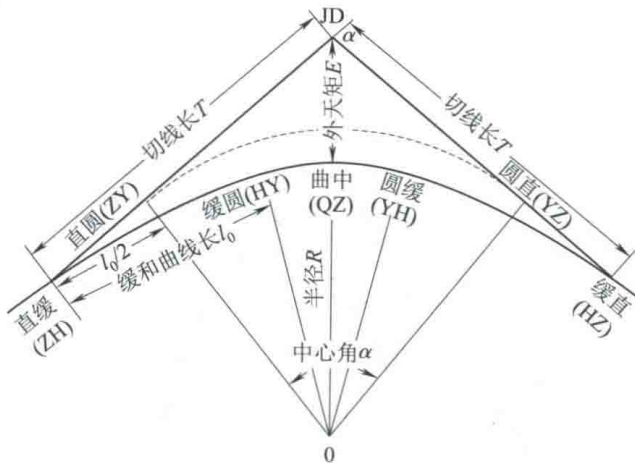 JD
α
切线长T
外天矩E
切线长T
直圆(ZY)
缓圆(HY)
曲中
(QZ)
圆缓
(YH)
圆直(YZ)
l₀/2
缓和曲线长l₀
半径R
直缓
(ZH)
缓直
(HZ)
中心角α
0